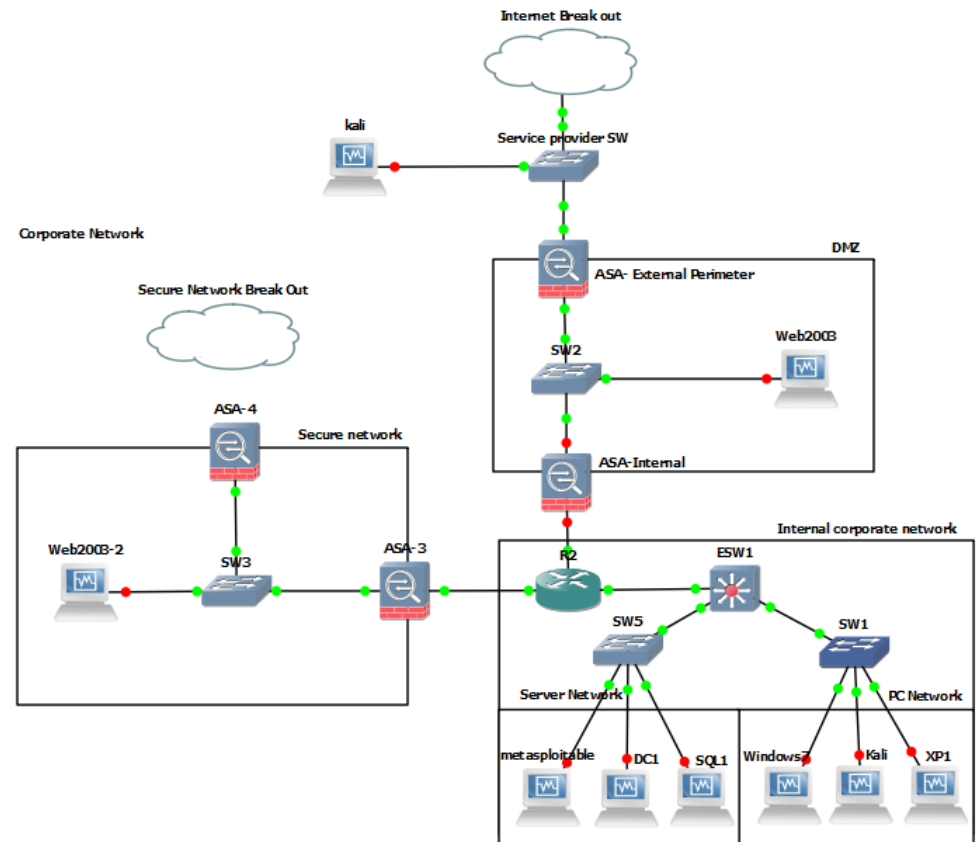 Internet Break out
kali
Service provider SW
Corporate Network
DMZ
ASA- External Perimeter
Secure Network Break Out
SW2
Web2003
ASA-4
Secure network
ASA-Internal
Internal corporate network
Web2003-2
SW3
ASA-3
R2
ESW1
SW5
SW1
Server Network
PC Network
metasploitable
DC1
SQL1
Windows7
Kali
XP1